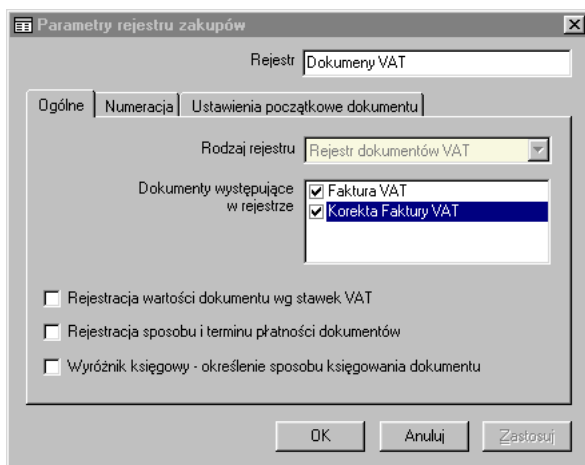 Parametry rejestru zakupów
Rejestr Dokumeny VAT
Ogólne Numeracja Ustawienia początkowe dokumentu
Rodzaj rejestru Rejestr dokumentów VAT
Dokumenty występujące
w rejestrze
Faktura VAT
Korekta Faktury VAT
Rejestracja wartości dokumentu wg stawek VAT
Rejestracja sposobu i terminu płatności dokumentów
Wyróżnik księgowy - określenie sposobu księgowania dokumentu
OK Anuluj Zastosuj